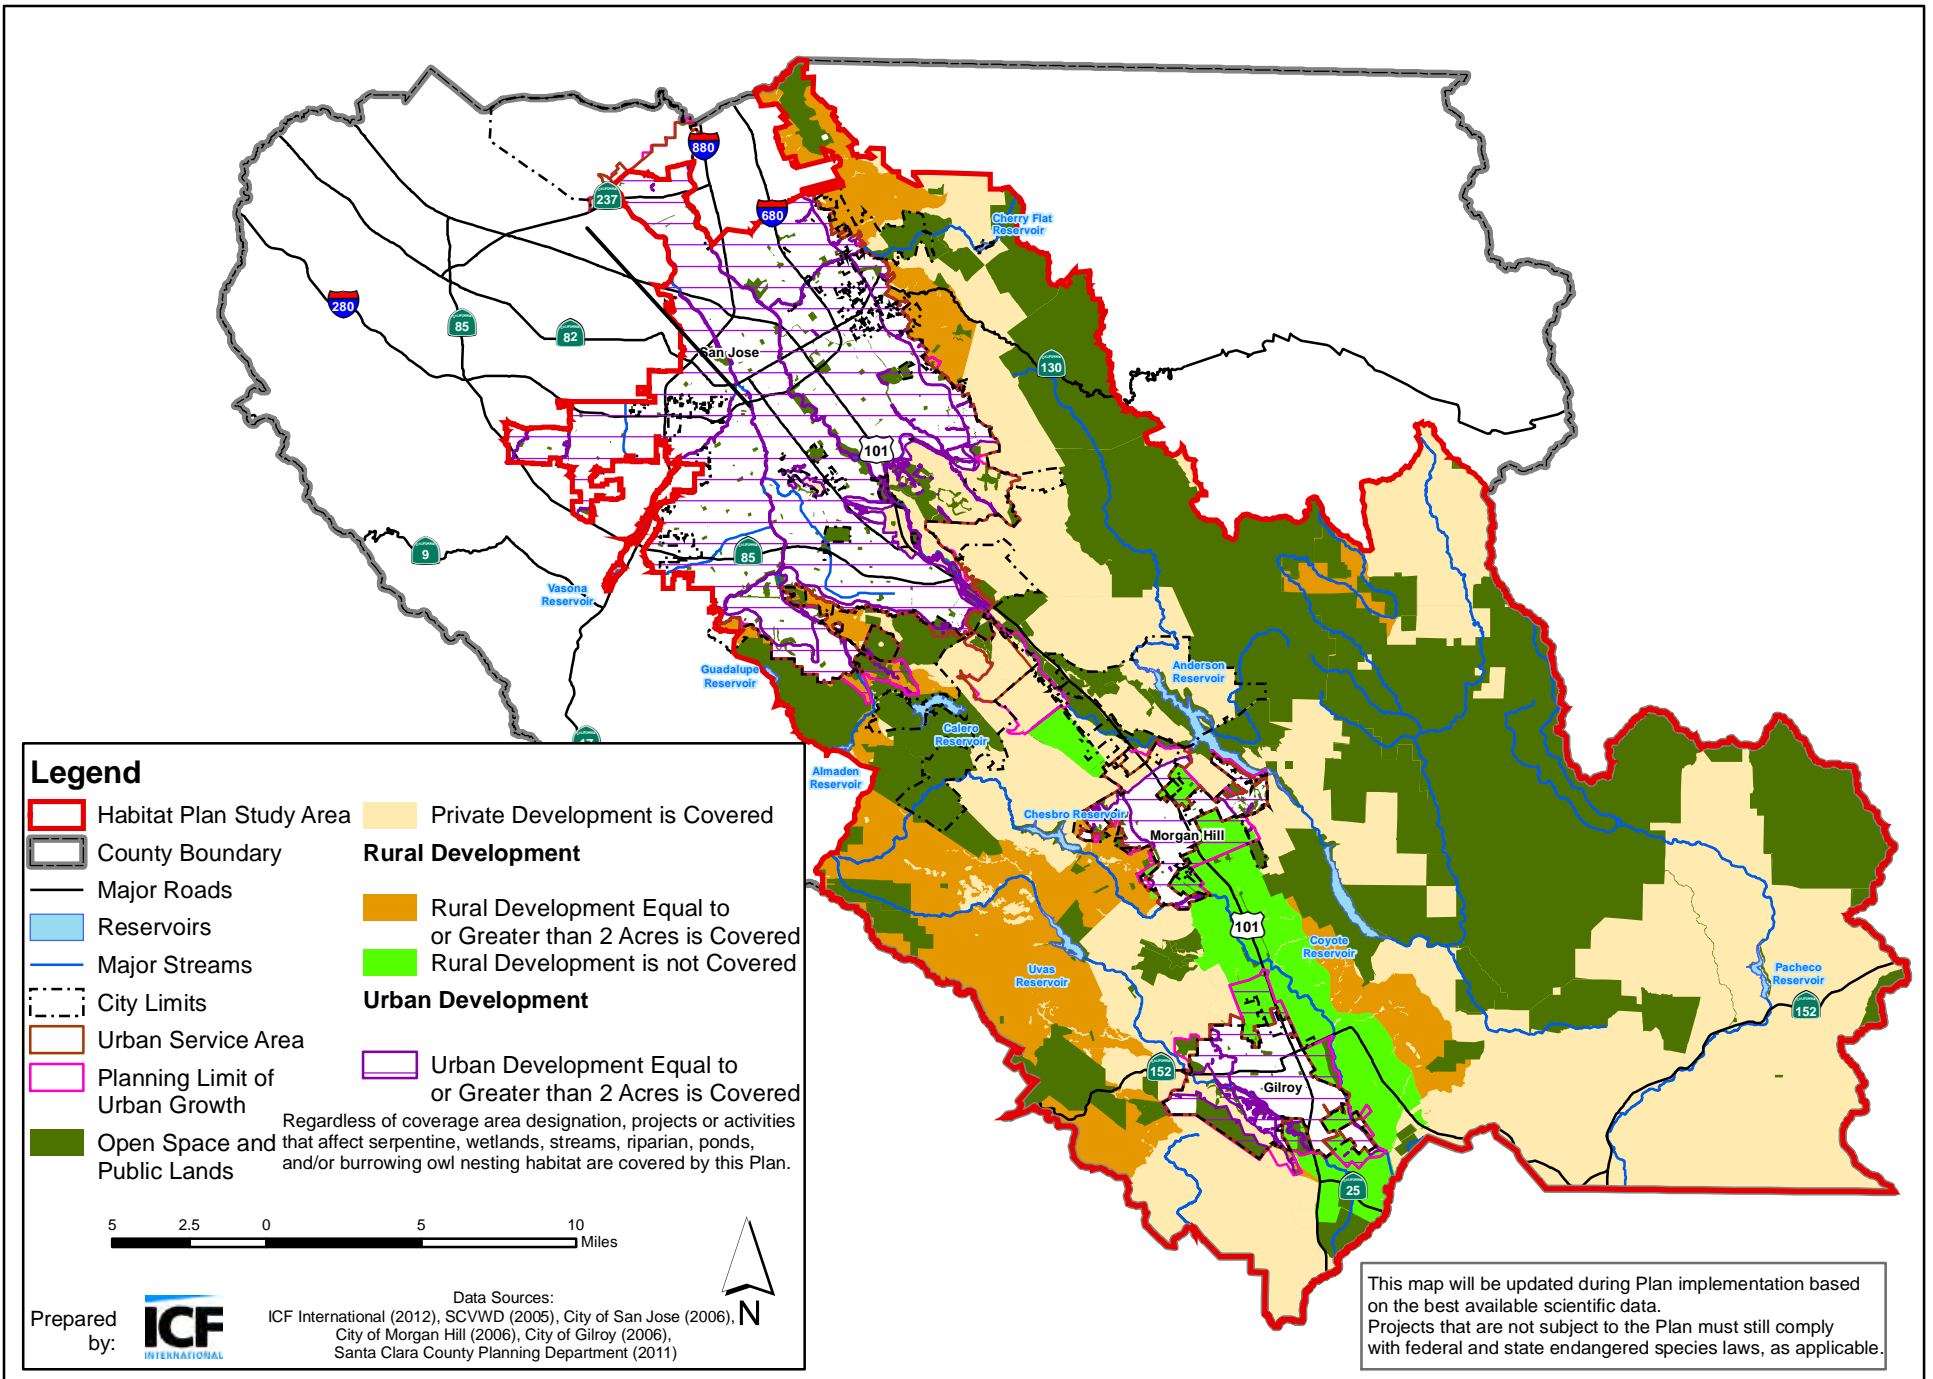 880
237
680
Cherry Flat
Reservoir
280
85
82
San Jose
130
101
9
85
Vasona
Reservoir
Guadalupe
Reservoir
Anderson
Reservoir
Calero
Reservoir
17
Almaden
Reservoir
Chesbro Reservoir
Morgan Hill
101
Coyote
Reservoir
Uvas
Reservoir
Pacheco
Reservoir
152
152
Gilroy
25
Legend
Habitat Plan Study Area
County Boundary
Major Roads
Reservoirs
Major Streams
City Limits
Urban Service Area
Planning Limit of
Urban Growth
Open Space and
Public Lands
Private Development is Covered
Rural Development
Rural Development Equal to
or Greater than 2 Acres is Covered
Rural Development is not Covered
Urban Development
Urban Development Equal to
or Greater than 2 Acres is Covered
Regardless of coverage area designation, projects or activities
that affect serpentine, wetlands, streams, riparian, ponds,
and/or burrowing owl nesting habitat are covered by this Plan.
5 2.5 0 5 10
Miles
N
Prepared
by:
ICF
INTERNATIONAL
Data Sources:
ICF International (2012), SCVWD (2005), City of San Jose (2006),
City of Morgan Hill (2006), City of Gilroy (2006),
Santa Clara County Planning Department (2011)
This map will be updated during Plan implementation based
on the best available scientific data.
Projects that are not subject to the Plan must still comply
with federal and state endangered species laws, as applicable.